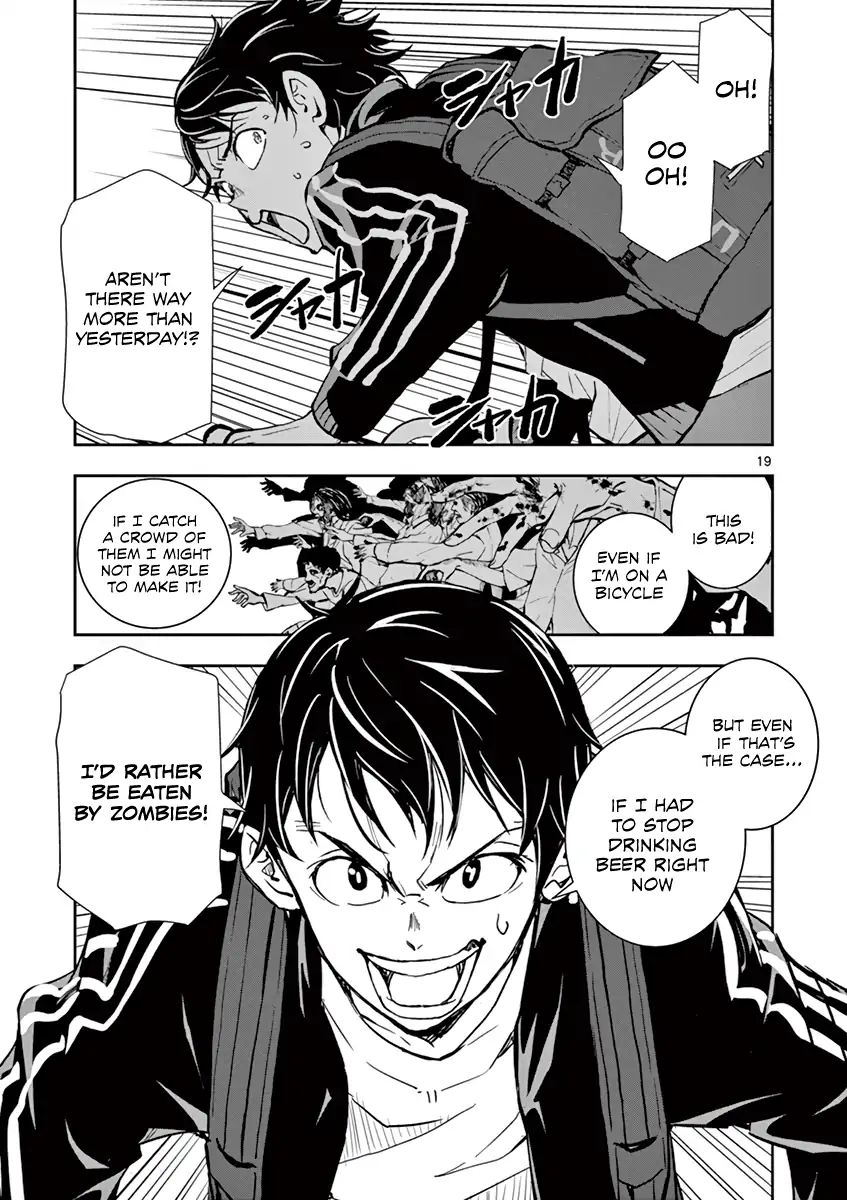 OH!
OO
OH!
シャカ
シャカ
シャカ
AREN'T
THERE WAY
MORE THAN
YESTERDAY!?
19
THIS
IS BAD!
EVEN IF
I'M ON A
BICYCLE
IF I CATCH
A CROWD OF
THEM I MIGHT
NOT BE ABLE
TO MAKE IT!
BUT EVEN
IF THAT'S
THE CASE...
IF I HAD
TO STOP
DRINKING
BEER RIGHT
NOW
I'D RATHER
BE EATEN
BY ZOMBIES!